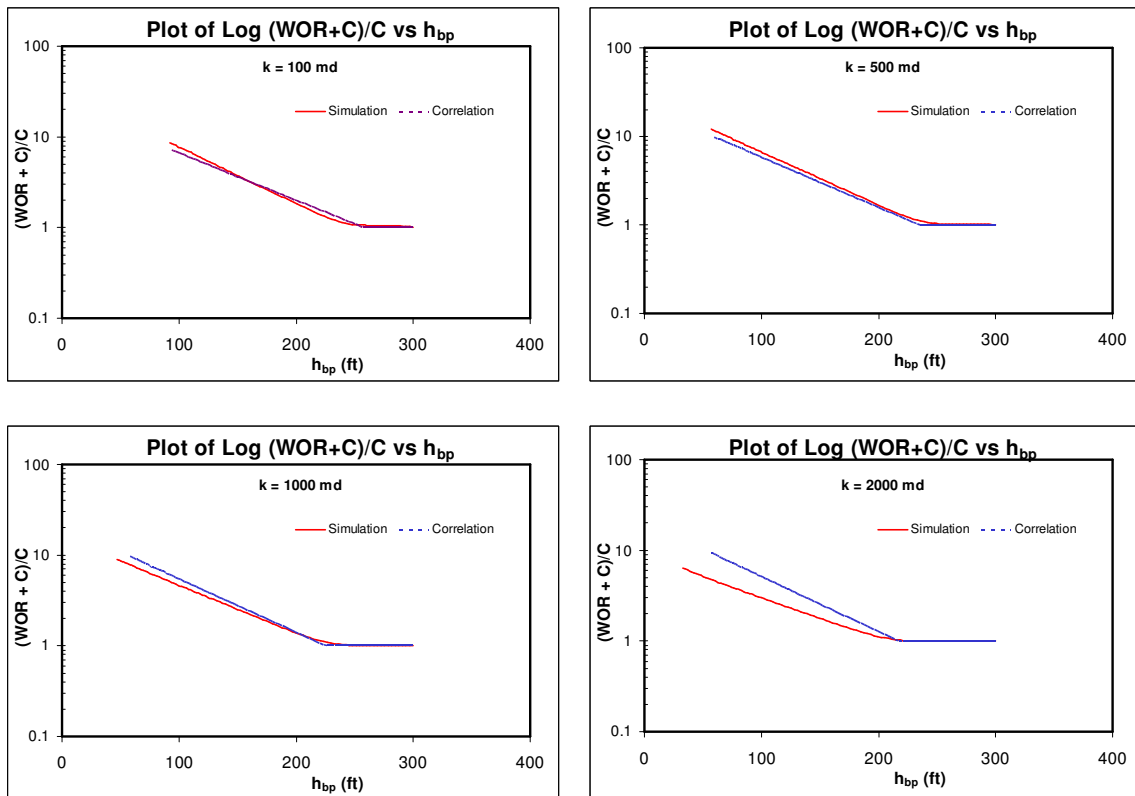 Plot of Log (WOR+C)/C vs hbp
k = 100 md
Simulation Correlation
(WOR + C)/C
100
10
1
0.1
0 100 200 300 400
hbp (ft)
Plot of Log (WOR+C)/C vs hbp
k = 500 md
Simulation Correlation
(WOR + C)/C
100
10
1
0.1
0 100 200 300 400
hbp (ft)
Plot of Log (WOR+C)/C vs hbp
k = 1000 md
Simulation Correlation
(WOR + C)/C
100
10
1
0.1
0 100 200 300 400
hbp (ft)
Plot of Log (WOR+C)/C vs hbp
k = 2000 md
Simulation Correlation
(WOR + C)/C
100
10
1
0.1
0 100 200 300 400
hbp (ft)